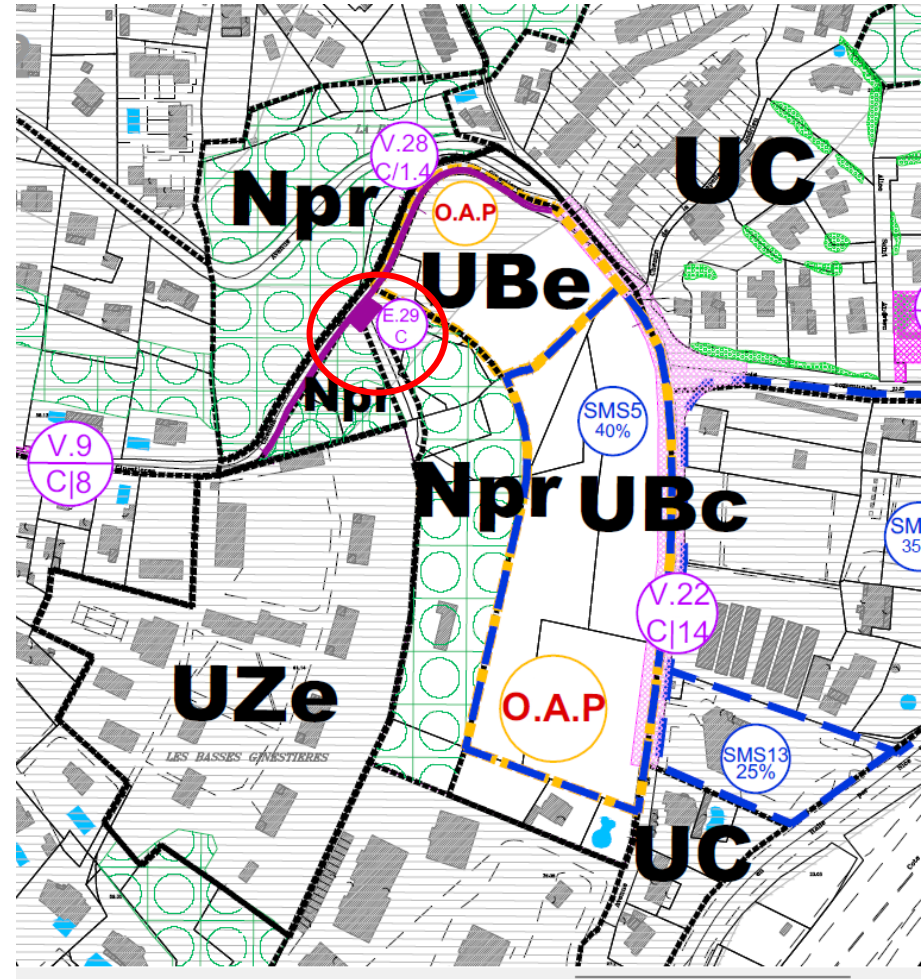 V.28
C/1.4
UC
Npr
O.A.P
UBe
E.29
C
Npr
SMS5
40%
V.9
C|8
Npr
UBc
SM
35
V.22
C|14
UZe
O.A.P
LES BASSES GENESTIERES
SMS13
25%
UC